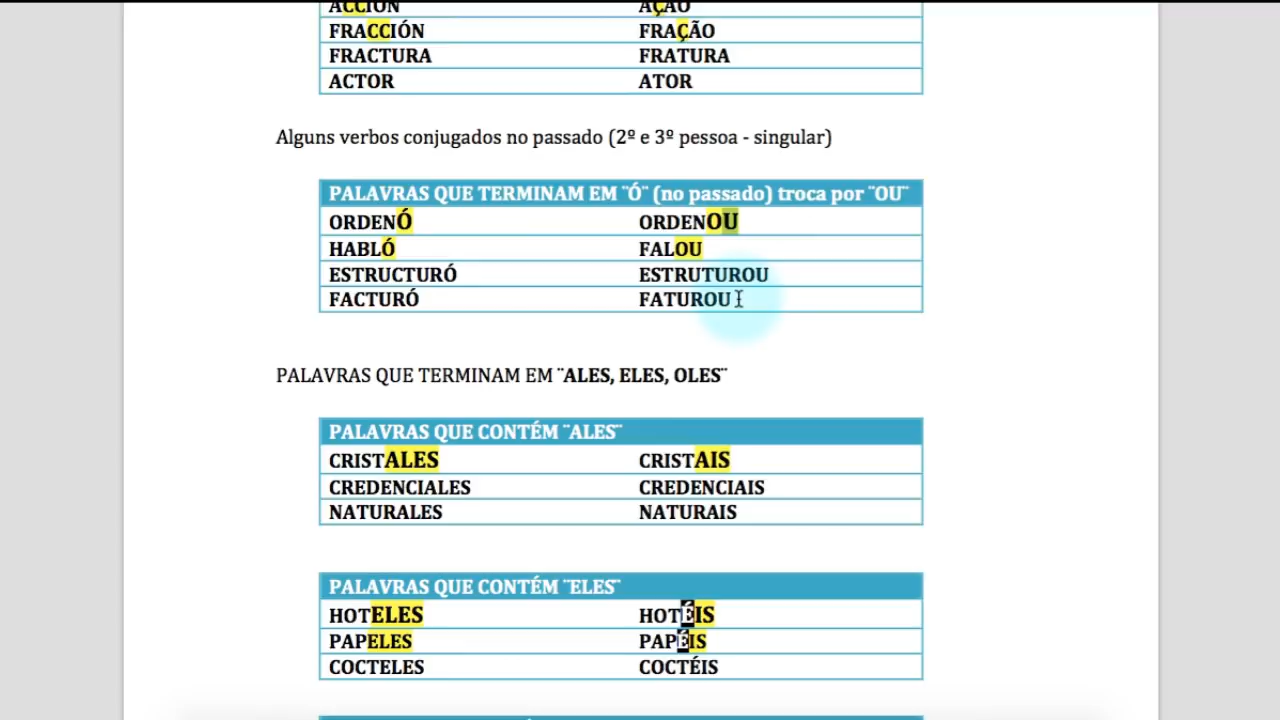 ACCIÓN AÇÃO
FRACCIÓN FRAÇÃO
FRACTURA FRATURA
ACTOR ATOR
Alguns verbos conjugados no passado (2º e 3º pessoa - singular)
PALAVRAS QUE TERMINAM EM ¨Ó¨ (no passado) troca por ¨OU¨
ORDENÓ ORDENOU
HABLÓ FALOU
ESTRUCTURÓ ESTRUTUROU
FACTURÓ FATUROU
PALAVRAS QUE TERMINAM EM ¨ALES, ELES, OLES¨
PALAVRAS QUE CONTÉM ¨ALES¨
CRISTALES CRISTAIS
CREDENCIALES CREDENCIAIS
NATURALES NATURAIS
PALAVRAS QUE CONTÉM ¨ELES¨
HOTELES HOTÉIS
PAPELES PAPÉIS
COCTELES COCTÉIS